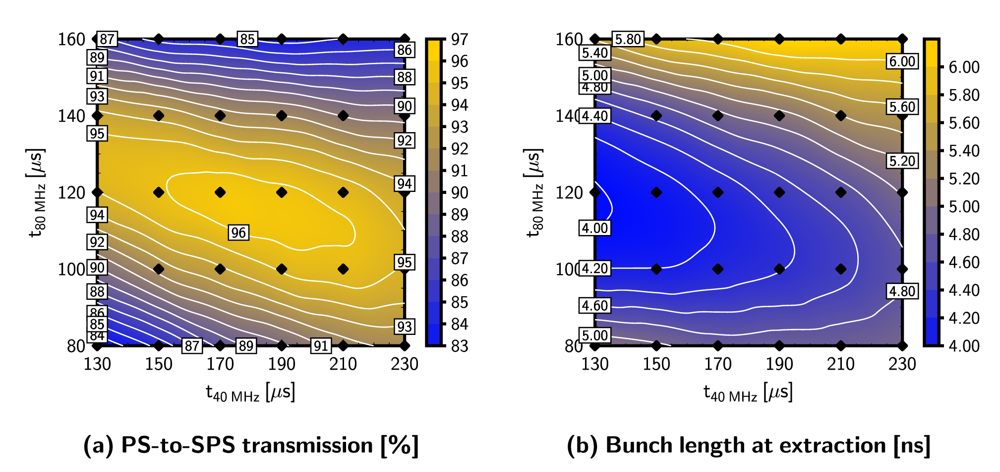 160 87 85 97
86 96
89 95
88
91 94
93 90 93
140 92
95 92 91
t80 MHz [μs] 90
120 94 89
94 96 88
92 87
100 90 95 86
88 85
86
85 93 84
84
80 87 89 91 83
130 150 170 190 210 230
t40 MHz [μs]
(a) PS-to-SPS transmission [%]
160 5.80
5.40 6.00 6.00
5.00
4.80 5.80
5.60
140 4.40 5.60
5.40
5.20 5.20
t80 MHz [μs]
120 5.00
4.00 4.80
100 4.20 4.60
4.80 4.40
4.60 4.20
5.00
80 4.00
130 150 170 190 210 230
t40 MHz [μs]
(b) Bunch length at extraction [ns]